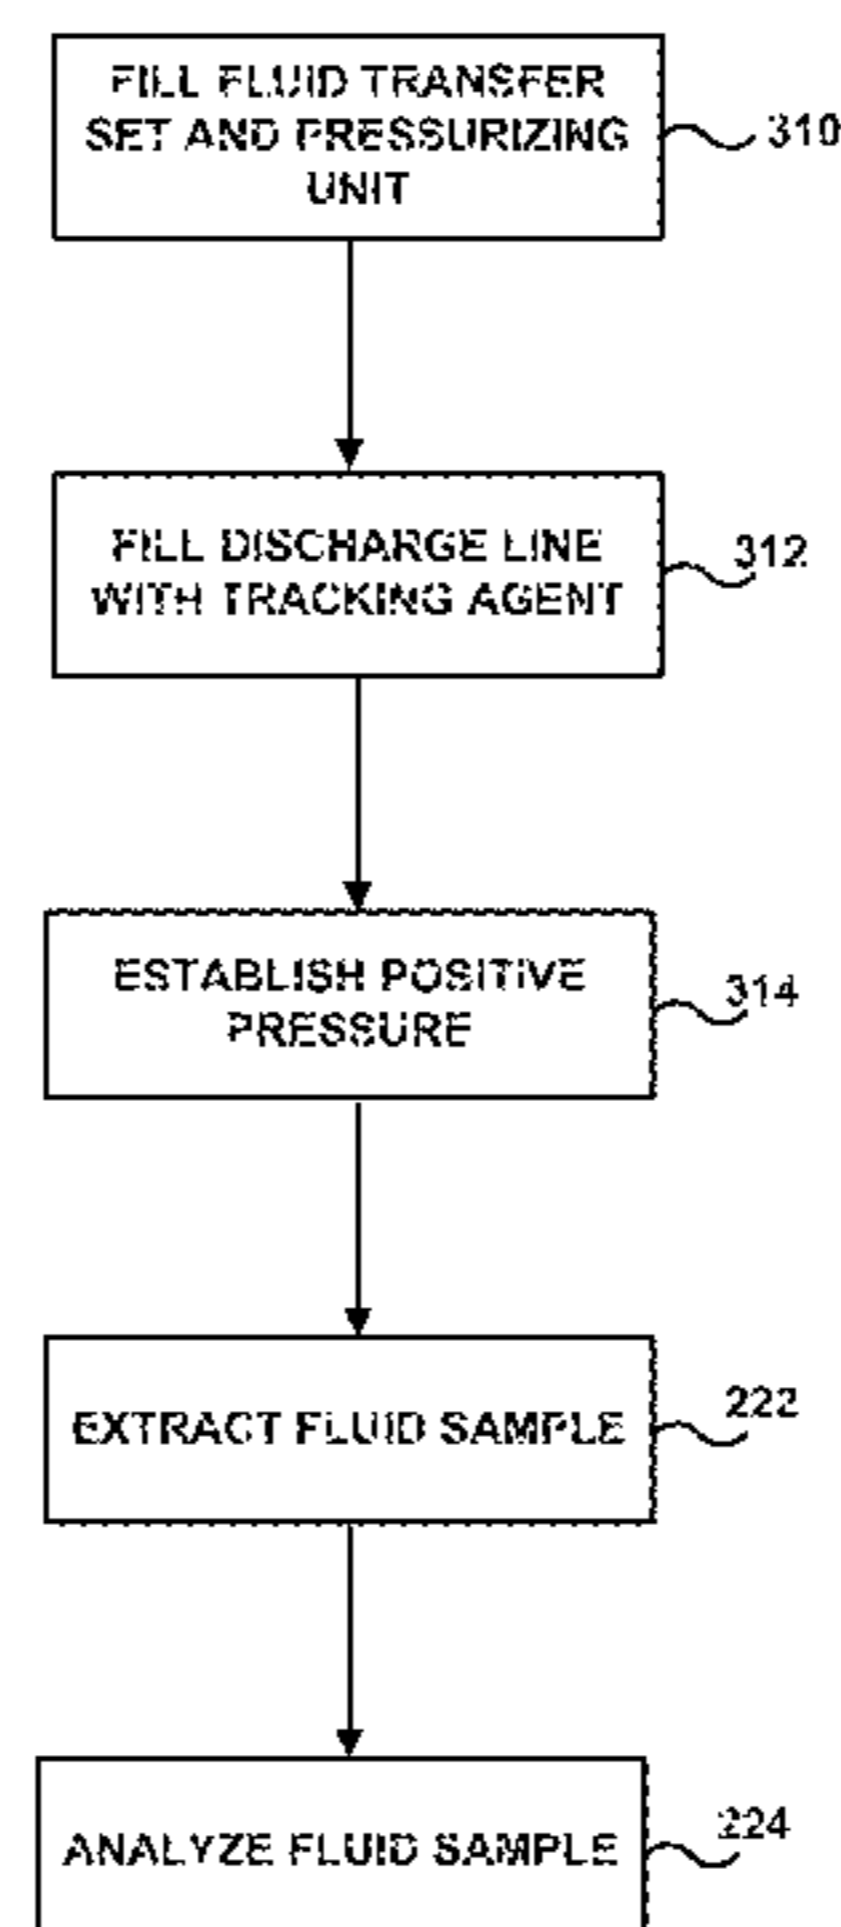 FILL FLUID TRANSFER
SET AND PRESSURIZING
UNIT
310
FILL DISCHARGE LINE
WITH TRACKING AGENT
312
ESTABLISH POSITIVE
PRESSURE
314
EXTRACT FLUID SAMPLE
222
ANALYZE FLUID SAMPLE
224